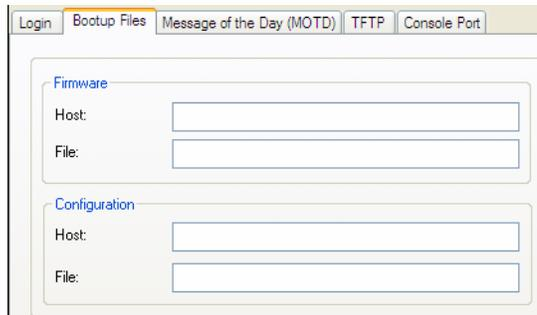 Login Bootup Files Message of the Day (MOTD) TFTP Console Port
Firmware
Host:
File:
Configuration
Host:
File: